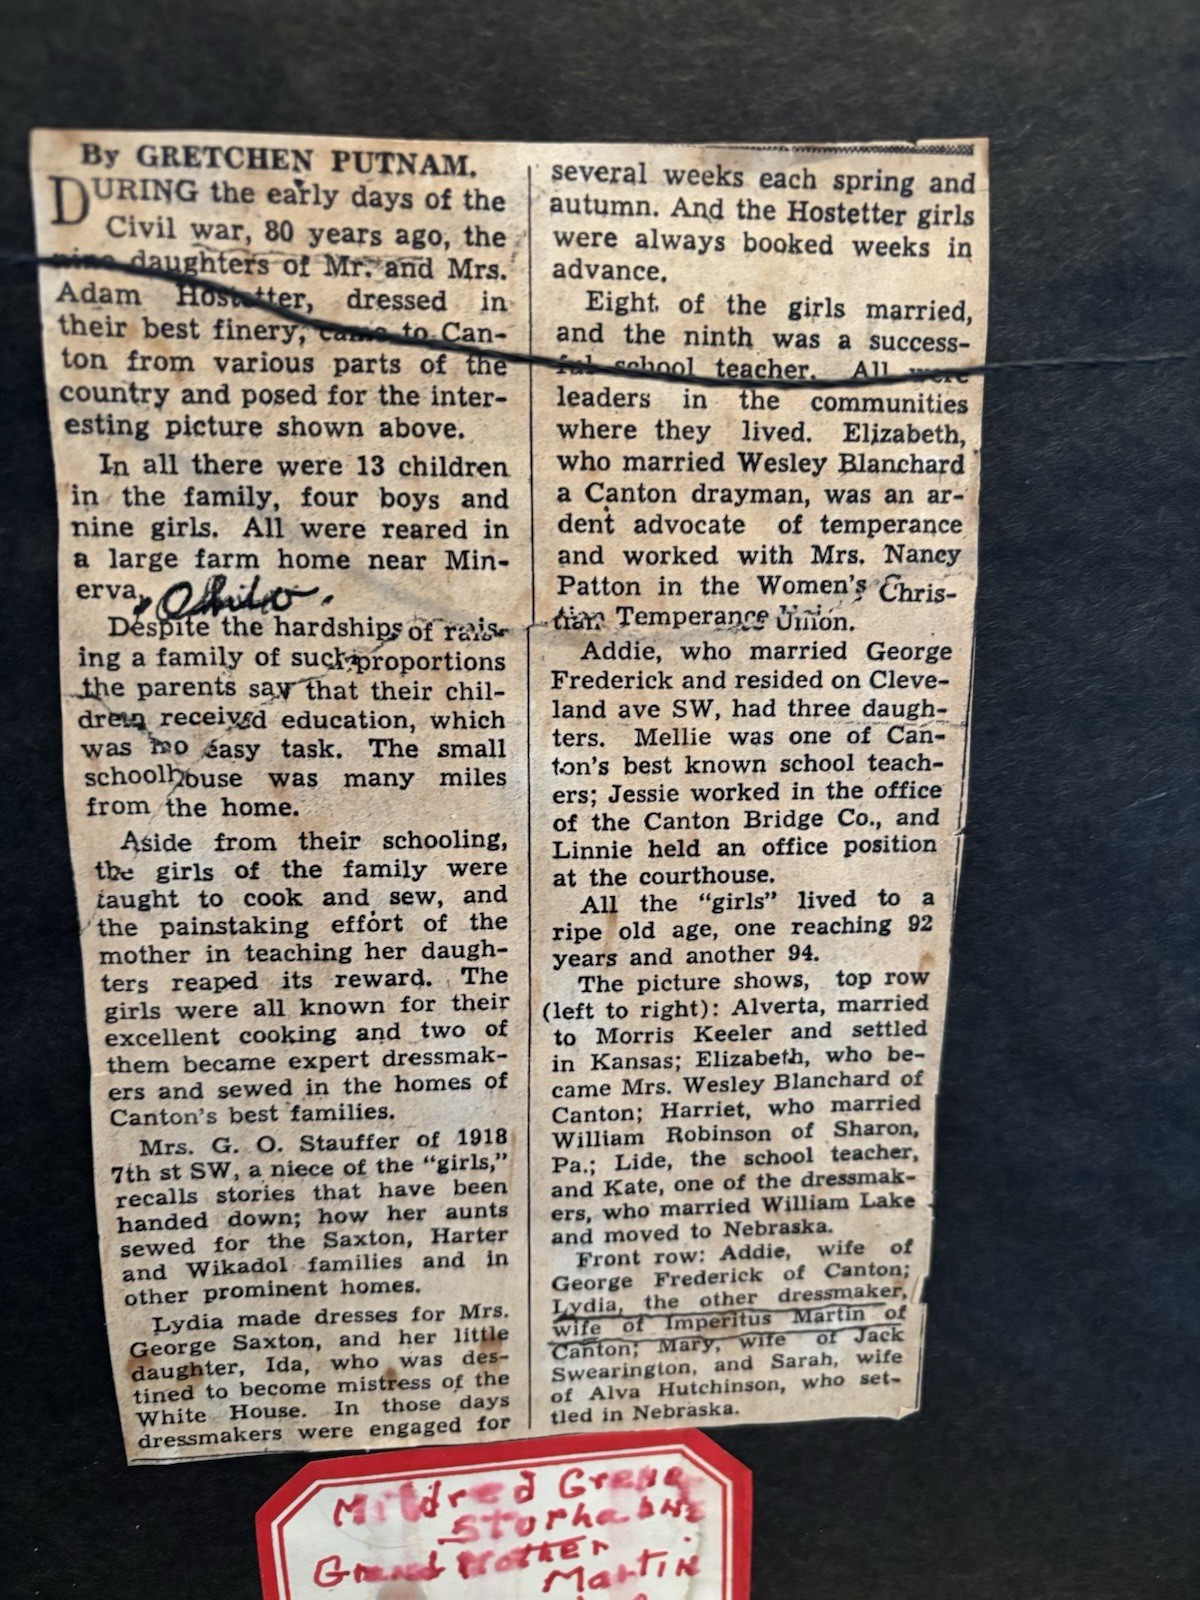 By GRETCHEN PUTNAM.
DURING the early days of the
Civil war, 80 years ago, the
nine daughters of Mr. and Mrs.
Adam Hostetter, dressed in
their best finery, came to Can-
ton from various parts of the
country and posed for the inter-
esting picture shown above.
In all there were 13 children
in the family, four boys and
nine girls. All were reared in
a large farm home near Min-
erva, Ohio.
Despite the hardships of rais-
ing a family of such proportions
the parents say that their chil-
dren received education, which
was no easy task. The small
schoolhouse was many miles
from the home.
Aside from their schooling,
the girls of the family were
taught to cook and sew, and
the painstaking effort of the
mother in teaching her daugh-
ters reaped its reward. The
girls were all known for their
excellent cooking and two of
them became expert dressmak-
ers and sewed in the homes of
Canton's best families.
Mrs. G. O. Stauffer of 1918
7th st SW, a niece of the "girls,"
recalls stories that have been
handed down; how her aunts
sewed for the Saxton, Harter
and Wikadol families and in
other prominent homes.
Lydia made dresses for Mrs.
George Saxton, and her little
daughter, Ida, who was des-
tined to become mistress of the
White House. In those days
dressmakers were engaged for
several weeks each spring and
autumn. And the Hostetter girls
were always booked weeks in
advance.
Eight of the girls married,
and the ninth was a success-
ful school teacher. All were
leaders in the communities
where they lived. Elizabeth,
who married Wesley Blanchard
a Canton drayman, was an ar-
dent advocate of temperance
and worked with Mrs. Nancy
Patton in the Women's Chris-
tian Temperance Union.
Addie, who married George
Frederick and resided on Cleve-
land ave SW, had three daugh-
ters. Mellie was one of Can-
ton's best known school teach-
ers; Jessie worked in the office
of the Canton Bridge Co., and
Linnie held an office position
at the courthouse.
All the "girls" lived to a
ripe old age, one reaching 92
years and another 94.
The picture shows, top row
(left to right): Alverta, married
to Morris Keeler and settled
in Kansas; Elizabeth, who be-
came Mrs. Wesley Blanchard of
Canton; Harriet, who married
William Robinson of Sharon,
Pa.; Lide, the school teacher,
and Kate, one of the dressmak-
ers, who married William Lake
and moved to Nebraska.
Front row: Addie, wife of
George Frederick of Canton;
Lydia, the other dressmaker,
wife of Imperitus Martin of
Canton; Mary, wife of Jack
Swearington, and Sarah, wife
of Alva Hutchinson, who set-
tled in Nebraska.
Mildred
Grand Mother
Martin